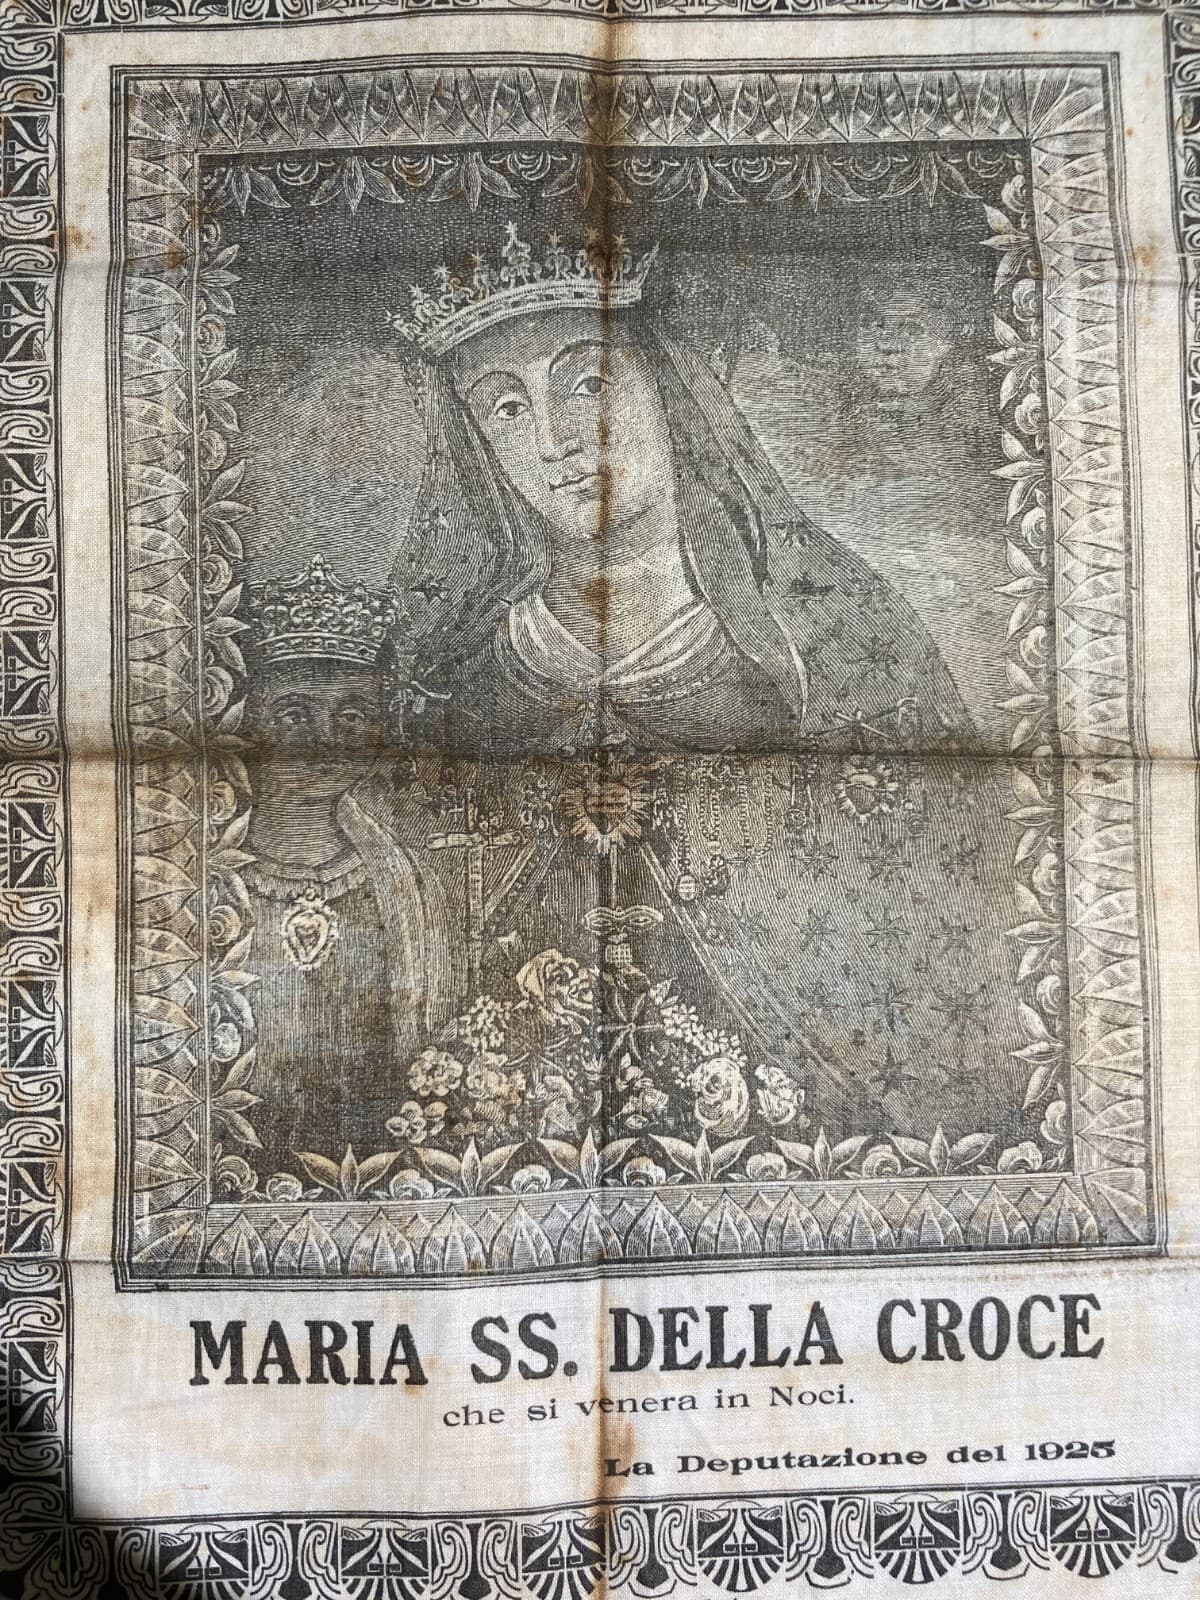 MARIA SS. DELLA CROCE
che si venera in Noci.
La Deputazione del 1925